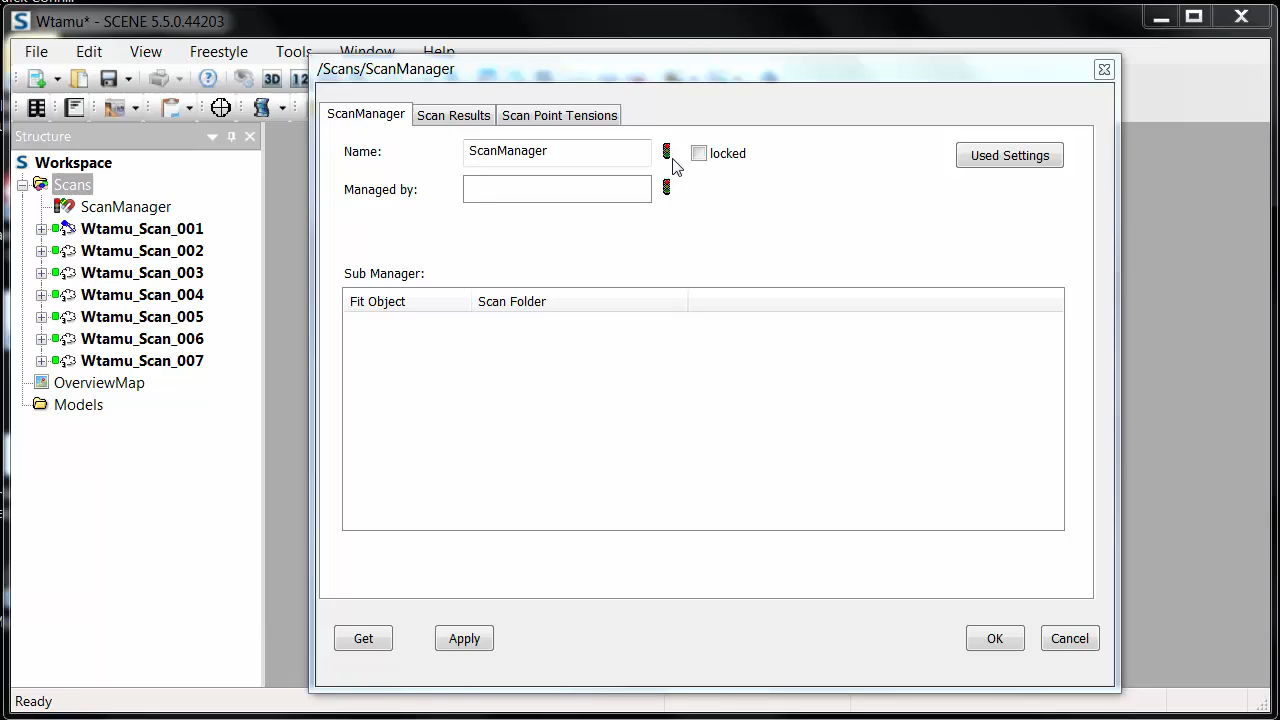 Wtamu* - SCENE 5.5.0.44203
File Edit View Freestyle Tools Window Help
/Scans/ScanManager
3D
Structure
ScanManager Scan Results Scan Point Tensions
Workspace
Scans
ScanManager
Wtamu_Scan_001
Wtamu_Scan_002
Wtamu_Scan_003
Wtamu_Scan_004
Wtamu_Scan_005
Wtamu_Scan_006
Wtamu_Scan_007
OverviewMap
Models
Name: ScanManager locked Used Settings
Managed by:
Sub Manager:
Fit Object Scan Folder
Get Apply OK Cancel
Ready